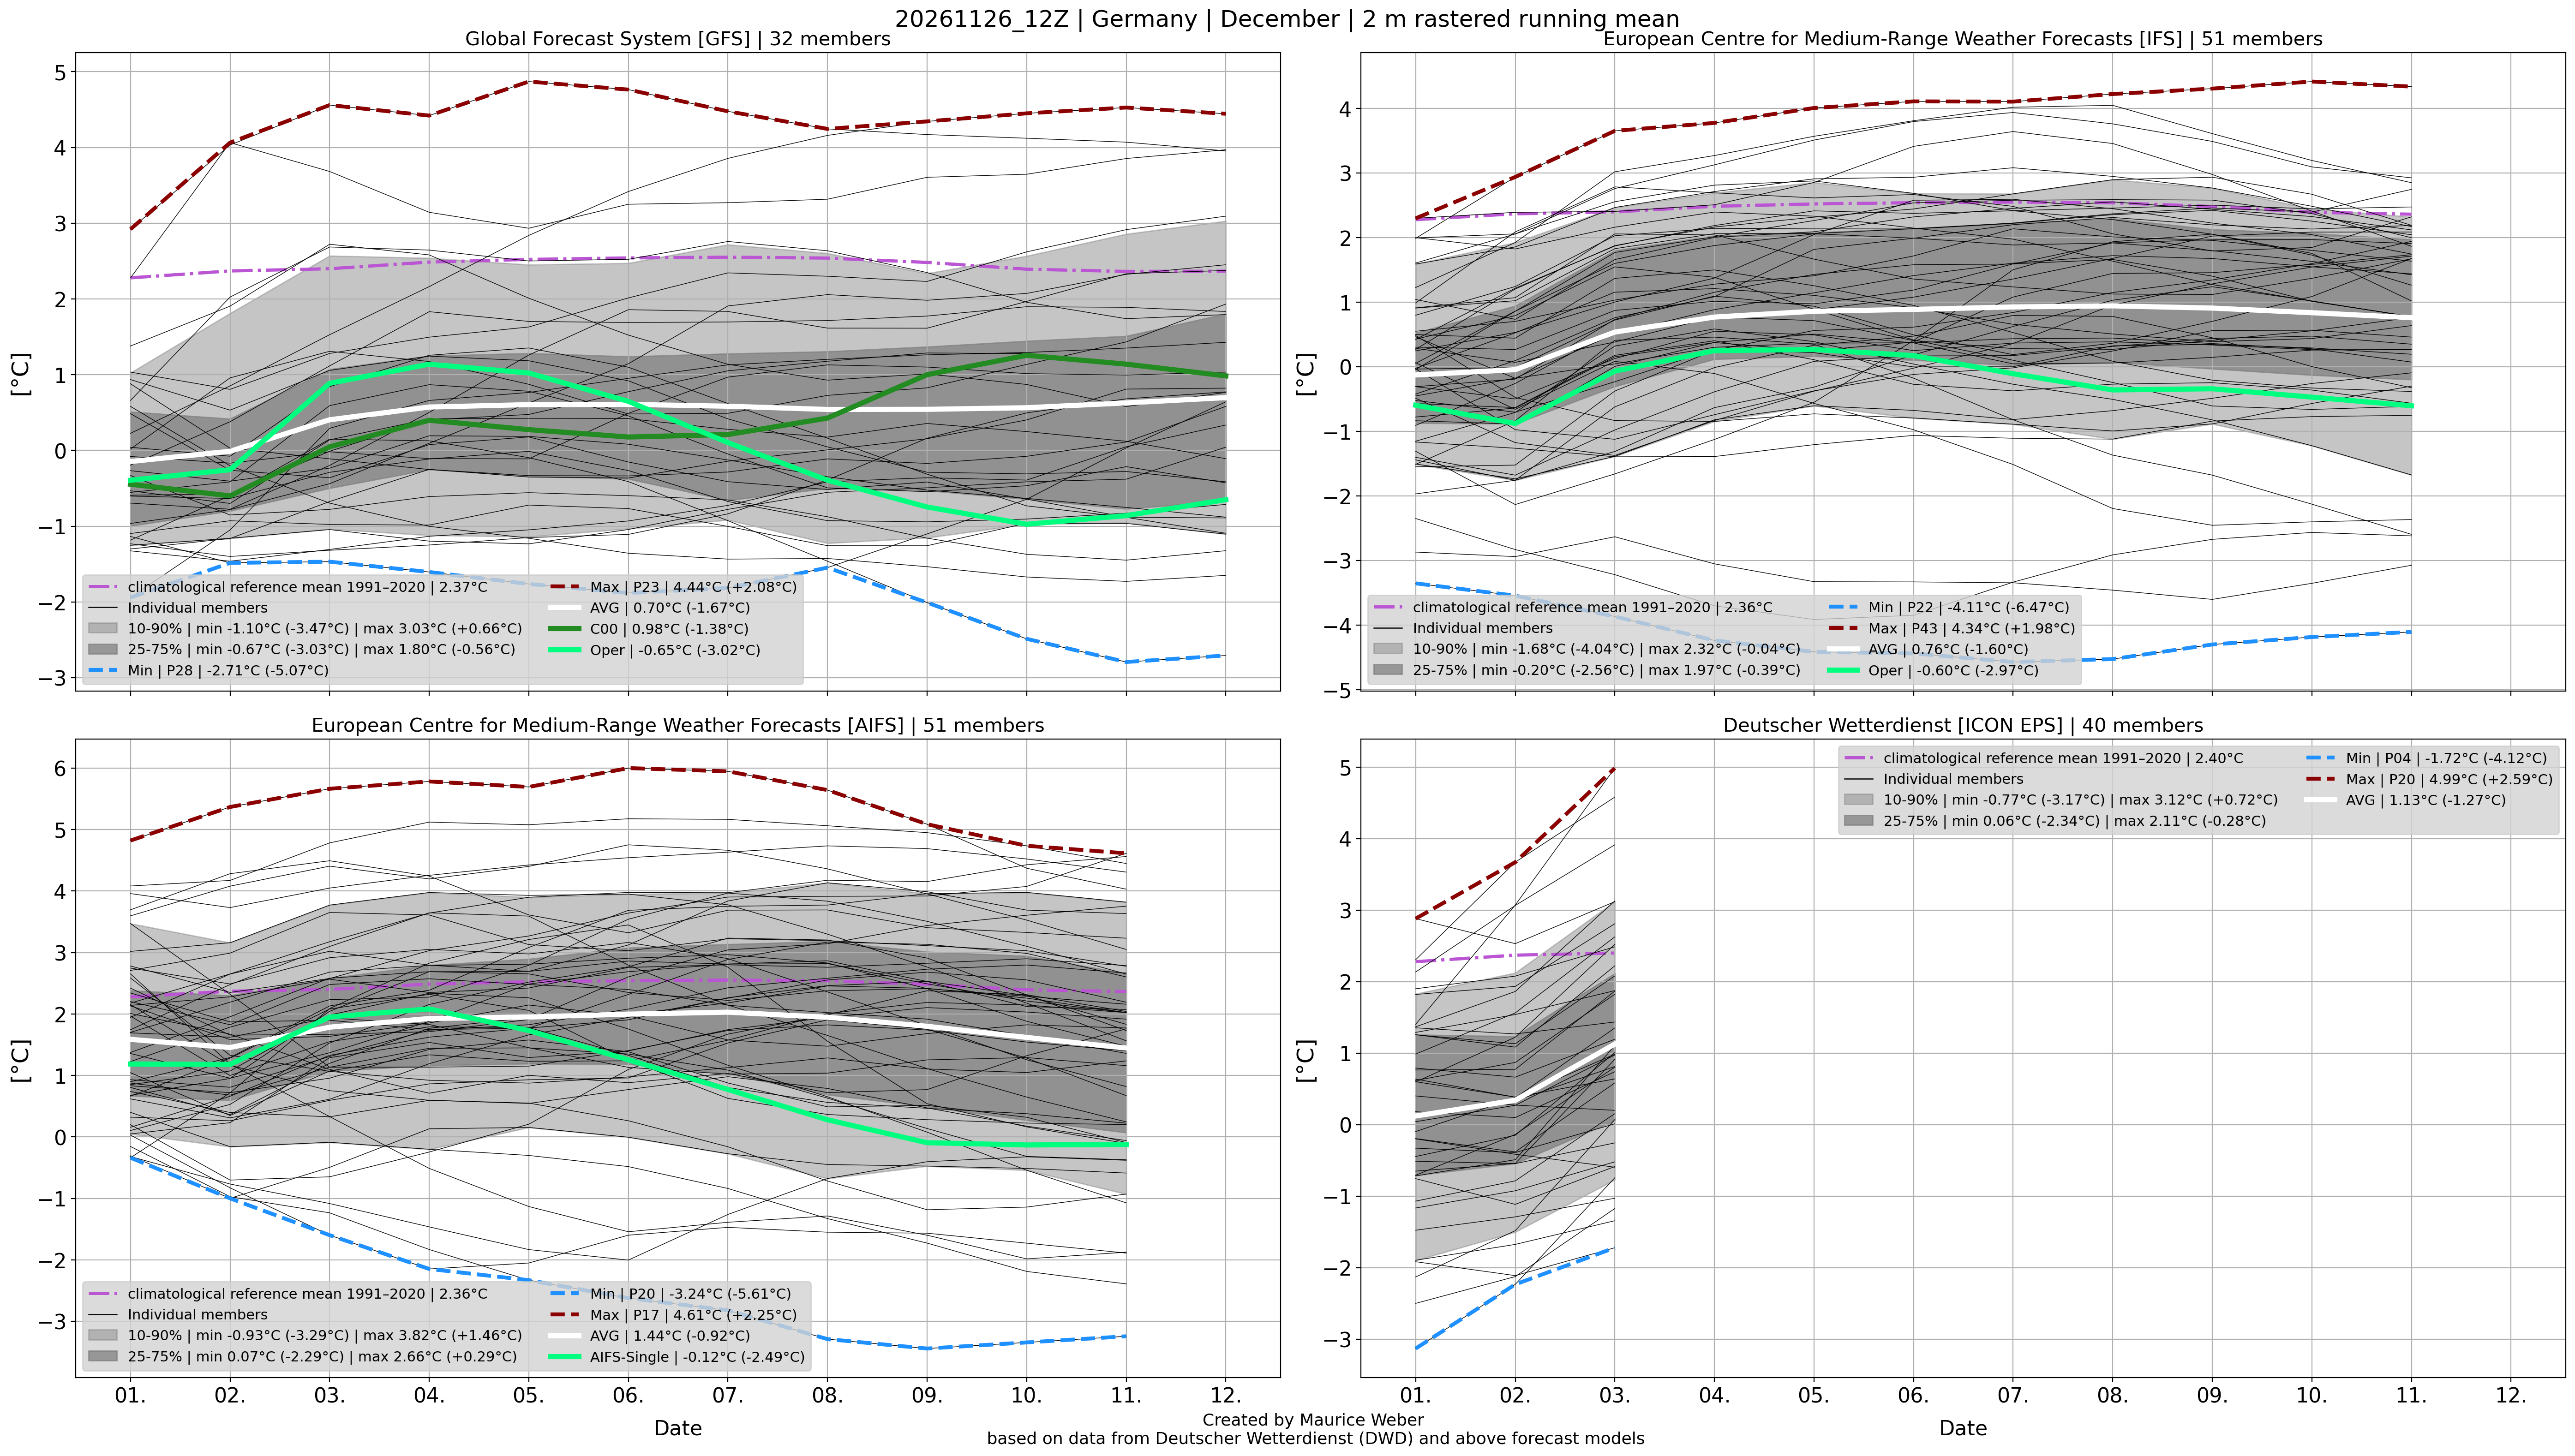 20261126_12Z | Germany | December | 2 m rastered running mean
Global Forecast System [GFS] | 32 members
[°C]
5
4
3
2
1
0
−1
−2
−3
climatological reference mean 1991–2020 | 2.37°C
Individual members
10-90% | min -1.10°C (-3.47°C) | max 3.03°C (+0.66°C)
25-75% | min -0.67°C (-3.03°C) | max 1.80°C (-0.56°C)
Min | P28 | -2.71°C (-5.07°C)
Max | P23 | 4.44°C (+2.08°C)
AVG | 0.70°C (-1.67°C)
C00 | 0.98°C (-1.38°C)
Oper | -0.65°C (-3.02°C)
European Centre for Medium-Range Weather Forecasts [IFS] | 51 members
[°C]
4
3
2
1
0
−1
−2
−3
−4
−5
climatological reference mean 1991–2020 | 2.36°C
Individual members
10-90% | min -1.68°C (-4.04°C) | max 2.32°C (-0.04°C)
25-75% | min -0.20°C (-2.56°C) | max 1.97°C (-0.39°C)
Min | P22 | -4.11°C (-6.47°C)
Max | P43 | 4.34°C (+1.98°C)
AVG | 0.76°C (-1.60°C)
Oper | -0.60°C (-2.97°C)
European Centre for Medium-Range Weather Forecasts [AIFS] | 51 members
[°C]
6
5
4
3
2
1
0
−1
−2
−3
climatological reference mean 1991–2020 | 2.36°C
Individual members
10-90% | min -0.93°C (-3.29°C) | max 3.82°C (+1.46°C)
25-75% | min 0.07°C (-2.29°C) | max 2.66°C (+0.29°C)
Min | P20 | -3.24°C (-5.61°C)
Max | P17 | 4.61°C (+2.25°C)
AVG | 1.44°C (-0.92°C)
AIFS-Single | -0.12°C (-2.49°C)
01. 02. 03. 04. 05. 06. 07. 08. 09. 10. 11. 12.
Date
Deutscher Wetterdienst [ICON EPS] | 40 members
[°C]
5
4
3
2
1
0
−1
−2
−3
climatological reference mean 1991–2020 | 2.40°C
Individual members
10-90% | min -0.77°C (-3.17°C) | max 3.12°C (+0.72°C)
25-75% | min 0.06°C (-2.34°C) | max 2.11°C (-0.28°C)
Min | P04 | -1.72°C (-4.12°C)
Max | P20 | 4.99°C (+2.59°C)
AVG | 1.13°C (-1.27°C)
01. 02. 03. 04. 05. 06. 07. 08. 09. 10. 11. 12.
Date
Created by Maurice Weber
based on data from Deutscher Wetterdienst (DWD) and above forecast models